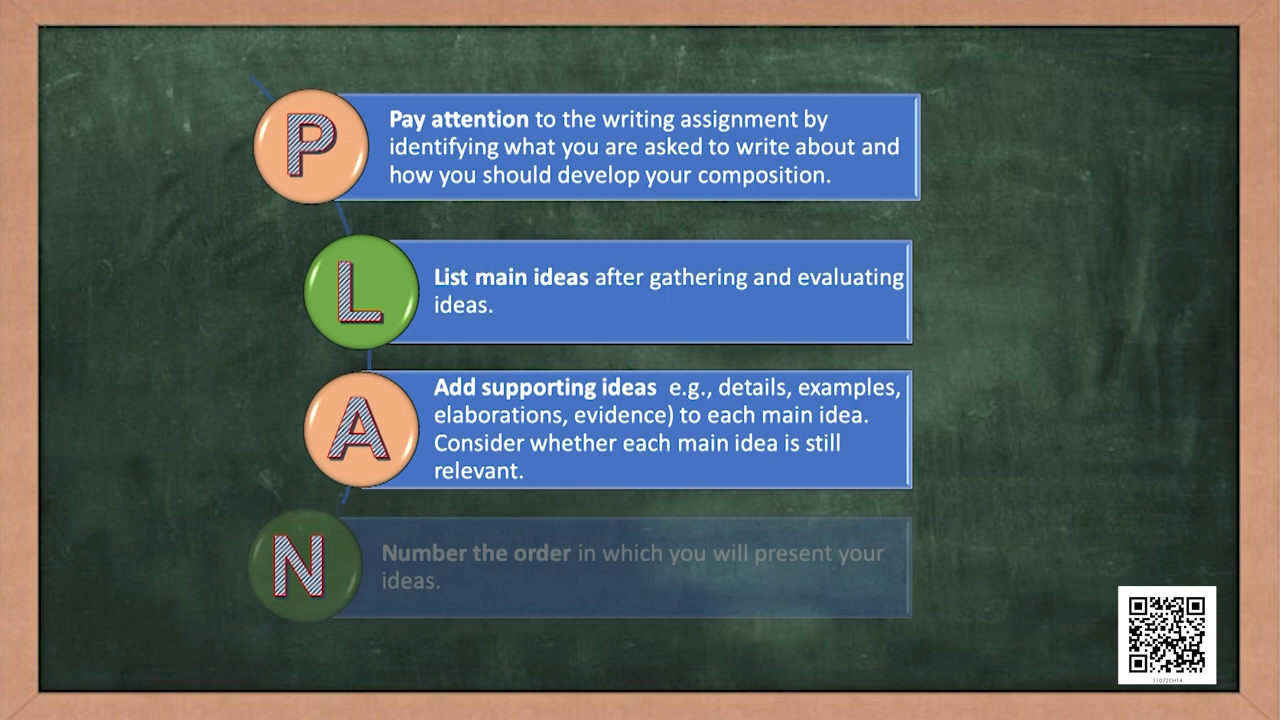 P
Pay attention to the writing assignment by
identifying what you are asked to write about and
how you should develop your composition.
L
List main ideas after gathering and evaluating
ideas.
A
Add supporting ideas  e.g., details, examples,
elaborations, evidence) to each main idea.
Consider whether each main idea is still
relevant.
N
Number the order in which you will present your
ideas.
11072CH14